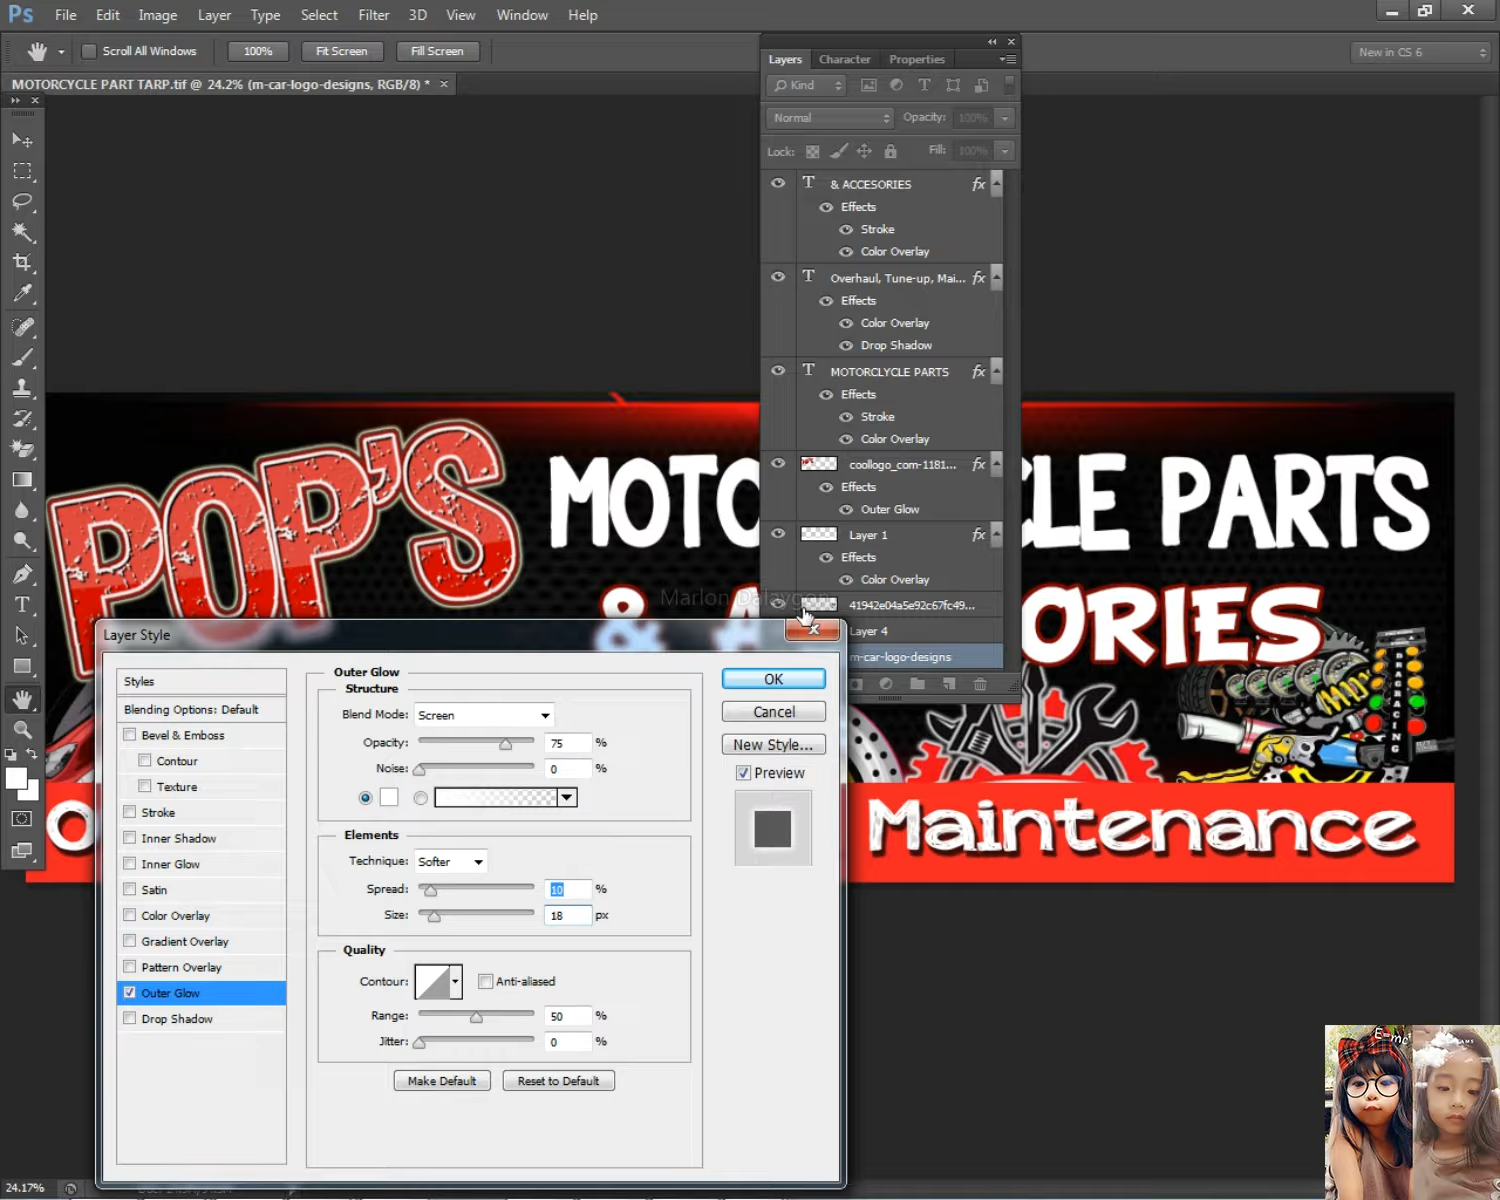 Ps File Edit Image Layer Type Select Filter 3D View Window Help
Scroll All Windows 100% Fit Screen Fill Screen New in CS 6
MOTORCYCLE PART TARP.tif @ 24.2% (m-car-logo-designs, RGB/8) * ×
Layers Character Properties
Kind
Normal Opacity: 100%
Lock: Fill: 100%
T & ACCESORIES fx
Effects
Stroke
Color Overlay
T Overhaul, Tune-up, Mai... fx
Effects
Color Overlay
Drop Shadow
T MOTORCLYCLE PARTS fx
Effects
Stroke
Color Overlay
coollogo_com-1181... fx
Effects
Outer Glow
Layer 1 fx
Effects
Color Overlay
41942e04a5e92c67fc49...
Layer 4
m-car-logo-designs
POP'S
MOTO
CLE PARTS
& A
ORIES
Marlon Dalaygon
DRAGRACING
Maintenance
Layer Style
Styles
Blending Options: Default
Bevel & Emboss
Contour
Texture
Stroke
Inner Shadow
Inner Glow
Satin
Color Overlay
Gradient Overlay
Pattern Overlay
Outer Glow
Drop Shadow
Outer Glow
Structure
Blend Mode: Screen
Opacity: 75 %
Noise: 0 %
Elements
Technique: Softer
Spread: 10 %
Size: 18 px
Quality
Contour: Anti-aliased
Range: 50 %
Jitter: 0 %
Make Default Reset to Default
OK
Cancel
New Style...
Preview
24.17%